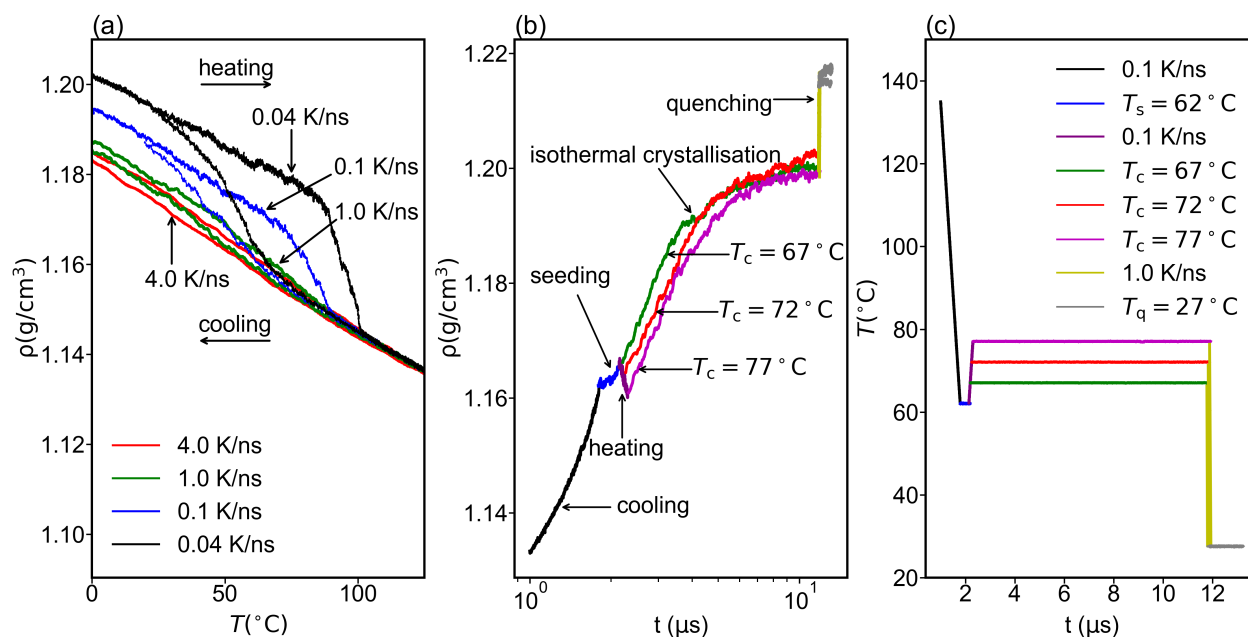 (a)
ρ(g/cm³)
1.20
1.18
1.16
1.14
1.12
1.10
heating
0.04 K/ns
0.1 K/ns
1.0 K/ns
4.0 K/ns
cooling
4.0 K/ns
1.0 K/ns
0.1 K/ns
0.04 K/ns
0
50
100
T(°C)
(b)
ρ(g/cm³)
1.22
1.20
1.18
1.16
1.14
quenching
isothermal crystallisation
seeding
T_c = 67°C
T_c = 72°C
T_c = 77°C
heating
cooling
10⁰
10¹
t (μs)
(c)
T(°C)
140
120
100
80
60
40
20
0.1 K/ns
T_s = 62°C
0.1 K/ns
T_c = 67°C
T_c = 72°C
T_c = 77°C
1.0 K/ns
T_q = 27°C
2
4
6
8
10
12
t (μs)